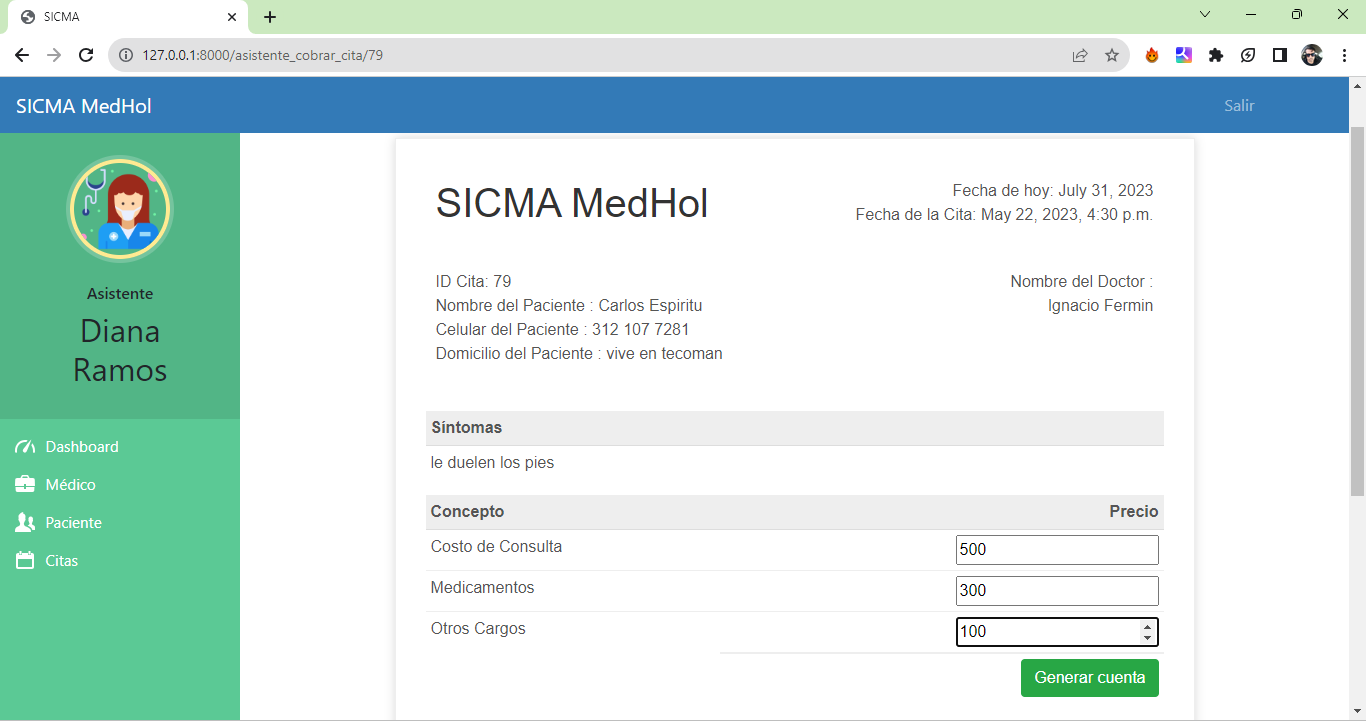 SICMA
127.0.0.1:8000/asistente_cobrar_cita/79
SICMA MedHol
Salir
Asistente
Diana
Ramos
Dashboard
Médico
Paciente
Citas
SICMA MedHol
Fecha de hoy: July 31, 2023
Fecha de la Cita: May 22, 2023, 4:30 p.m.
ID Cita: 79
Nombre del Paciente : Carlos Espiritu
Celular del Paciente : 312 107 7281
Domicilio del Paciente : vive en tecoman
Nombre del Doctor :
Ignacio Fermin
Síntomas
le duelen los pies
Concepto Precio
Costo de Consulta 500
Medicamentos 300
Otros Cargos 100
Generar cuenta